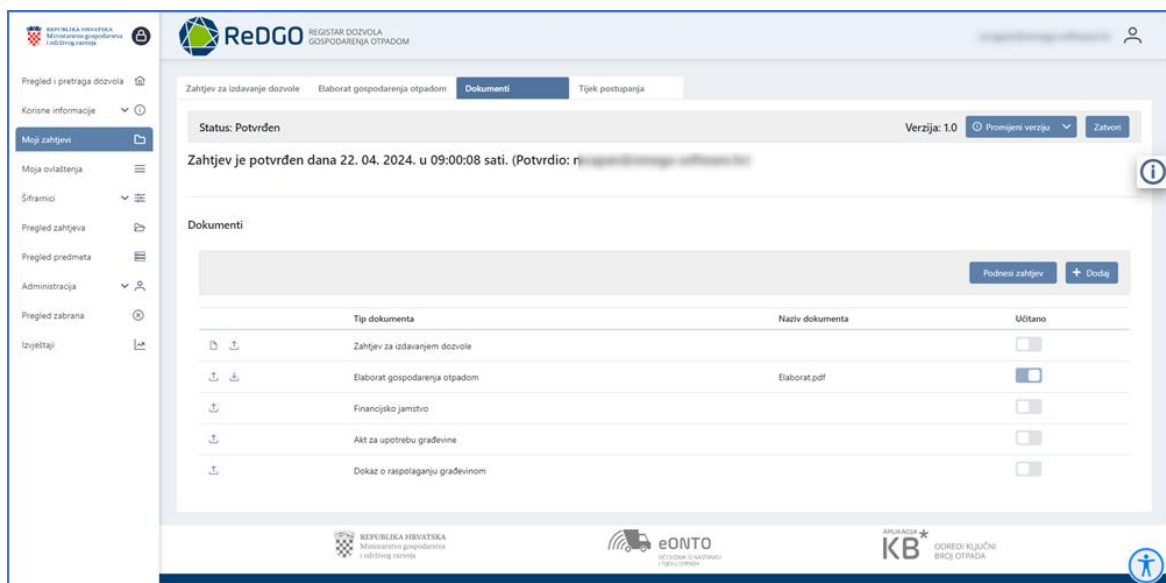 REPUBLIKA HRVATSKA
Ministarstvo gospodarstva
i održivog razvoja
ReDGO
REGISTAR DOZVOLA
GOSPODARENJA OTPADOM
Pregled i pretraga dozvola
Korisne informacije
Moji zahtjevi
Moja ovlaštenja
Šifrarnici
Pregled zahtjeva
Pregled predmeta
Administracija
Pregled zabrana
Izvještaji
Zahtjev za izdavanje dozvole Elaborat gospodarenja otpadom Dokumenti Tijek postupanja
Status: Potvrđen Verzija: 1.0 Promijeni verziju Zatvori
Zahtjev je potvrđen dana 22. 04. 2024. u 09:00:08 sati. (Potvrdio:
Dokumenti
Podnesi zahtjev + Dodaj
Tip dokumenta Naziv dokumenta Učitano
Zahtjev za izdavanjem dozvole
Elaborat gospodarenja otpadom Elaborat.pdf
Financijsko jamstvo
Akt za upotrebu građevine
Dokaz o raspolaganju građevinom
REPUBLIKA HRVATSKA
Ministarstvo gospodarstva
i održivog razvoja
eONTO
OČEVIDNIK O NASTANKU
I TIJEKU OTPADA
APLIKACIJA
KB
ODREDI KLJUČNI
BROJ OTPADA